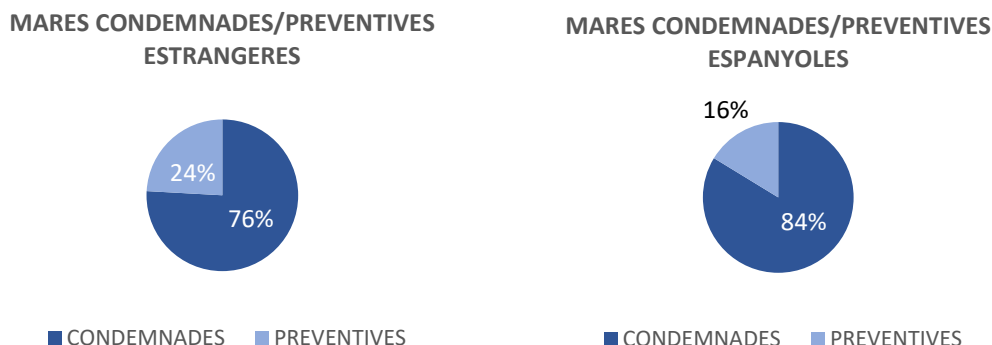 MARES CONDEMNADES/PREVENTIVES
ESTRANGERES
24%
76%
CONDEMNADES PREVENTIVES
MARES CONDEMNADES/PREVENTIVES
ESPANYOLES
16%
84%
CONDEMNADES PREVENTIVES